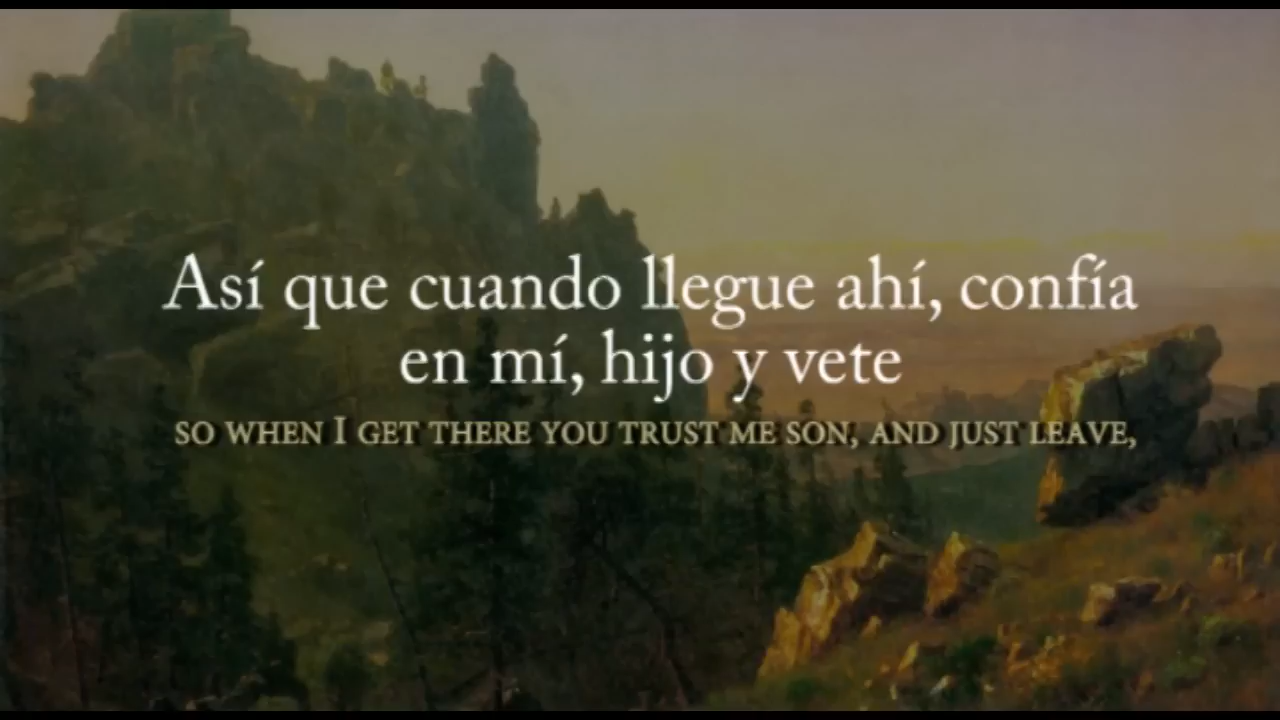 Así que cuando llegue ahí, confía
en mí, hijo y vete
SO WHEN I GET THERE YOU TRUST ME SON, AND JUST LEAVE,